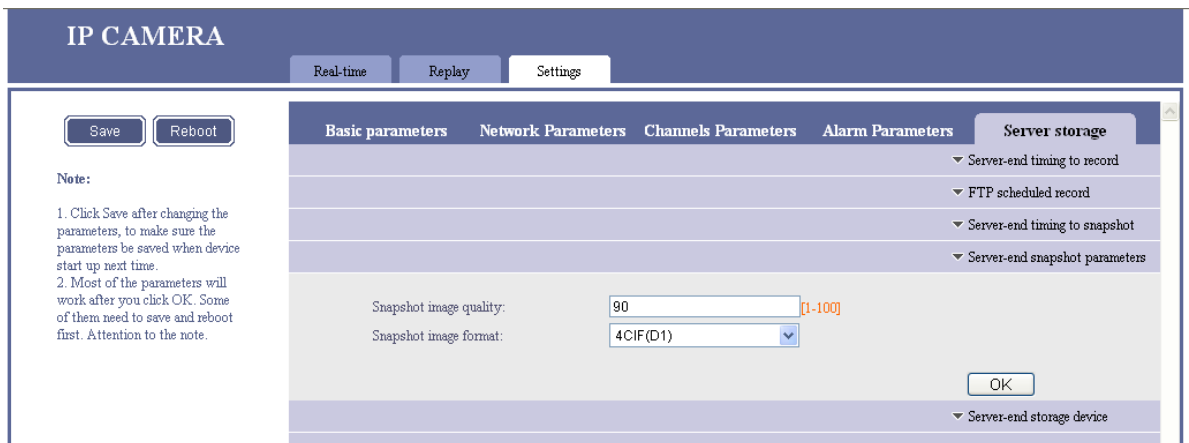 IP CAMERA
Real-time Replay Settings
Save Reboot
Basic parameters Network Parameters Channels Parameters Alarm Parameters Server storage
Server-end timing to record
FTP scheduled record
Server-end timing to snapshot
Server-end snapshot parameters
Note:
1. Click Save after changing the
parameters, to make sure the
parameters be saved when device
start up next time.
2. Most of the parameters will
work after you click OK. Some
of them need to save and reboot
first. Attention to the note.
Snapshot image quality: 90 [1-100]
Snapshot image format: 4CIF(D1)
OK
Server-end storage device